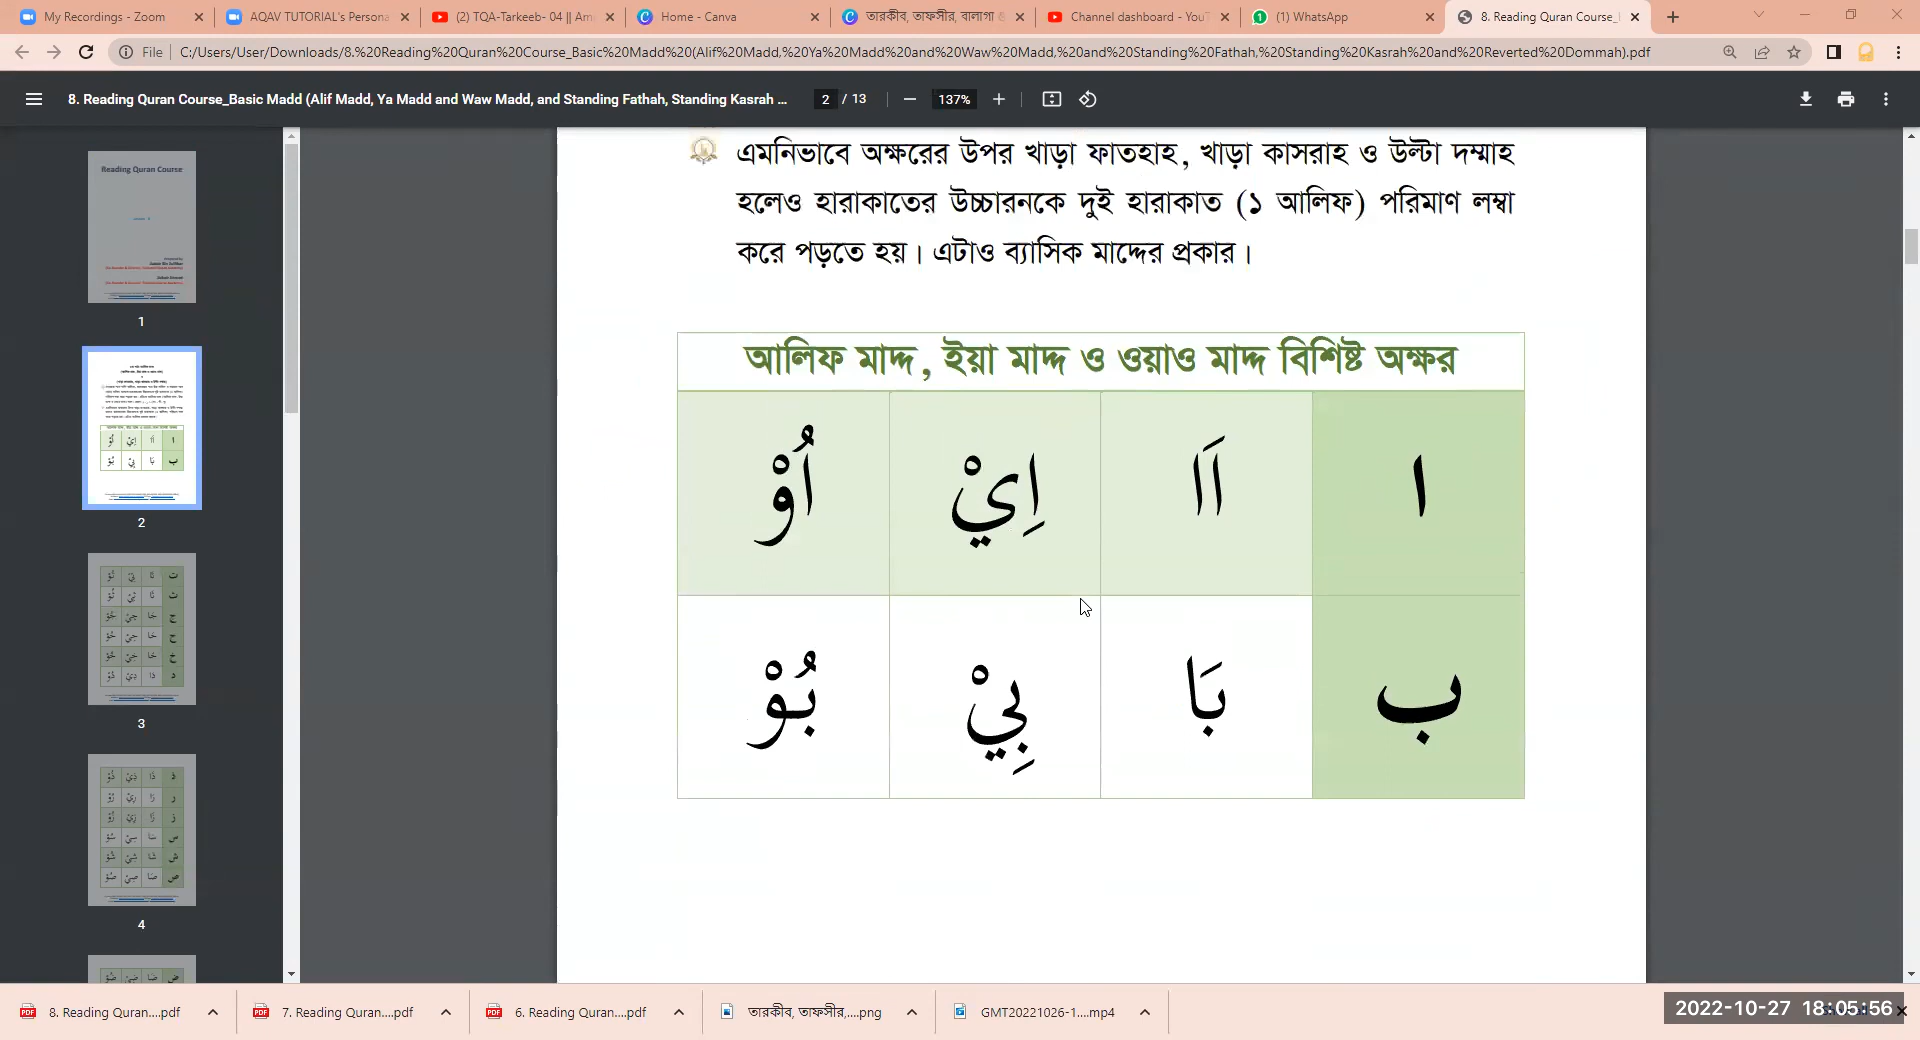 My Recordings - Zoom
AQAV TUTORIAL's Persona
(2) TQA-Tarkeeb- 04 || Am
Home - Canva
তারকীব, তাফসীর, বালাগা
Channel dashboard - YouT
(1) WhatsApp
8. Reading Quran Course_
File
C:/Users/User/Downloads/8.%20Reading%20Quran%20Course_Basic%20Madd%20(Alif%20Madd,%20Ya%20Madd%20and%20Waw%20Madd,%20and%20Standing%20Fathah,%20Standing%20Kasrah%20and%20Reverted%20Dommah).pdf
8. Reading Quran Course_Basic Madd (Alif Madd, Ya Madd and Waw Madd, and Standing Fathah, Standing Kasrah ...
2 / 13
137%
Reading Quran Course
1
2
3
4
এমনিভাবে অক্ষরের উপর খাড়া ফাতহাহ, খাড়া কাসরাহ ও উল্টা দম্মাহ
হলেও হারাকাতের উচ্চারনকে দুই হারাকাত (১ আলিফ) পরিমাণ লম্বা
করে পড়তে হয়। এটাও ব্যাসিক মাদ্দের প্রকার।
আলিফ মাদ্দ, ইয়া মাদ্দ ও ওয়াও মাদ্দ বিশিষ্ট অক্ষর
ا اَا اِيْ اُوْ
ب بَا بِيْ بُوْ
8. Reading Quran....pdf
7. Reading Quran....pdf
6. Reading Quran....pdf
তারকীব, তাফসীর,....png
GMT20221026-1....mp4
2022-10-27 18:05:56